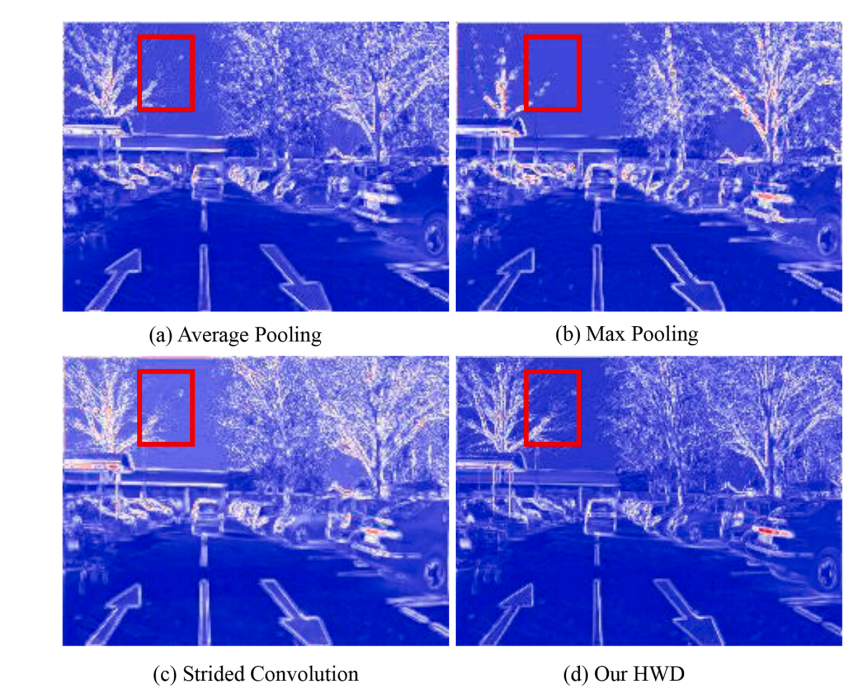 (a) Average Pooling
(b) Max Pooling
(c) Strided Convolution
(d) Our HWD